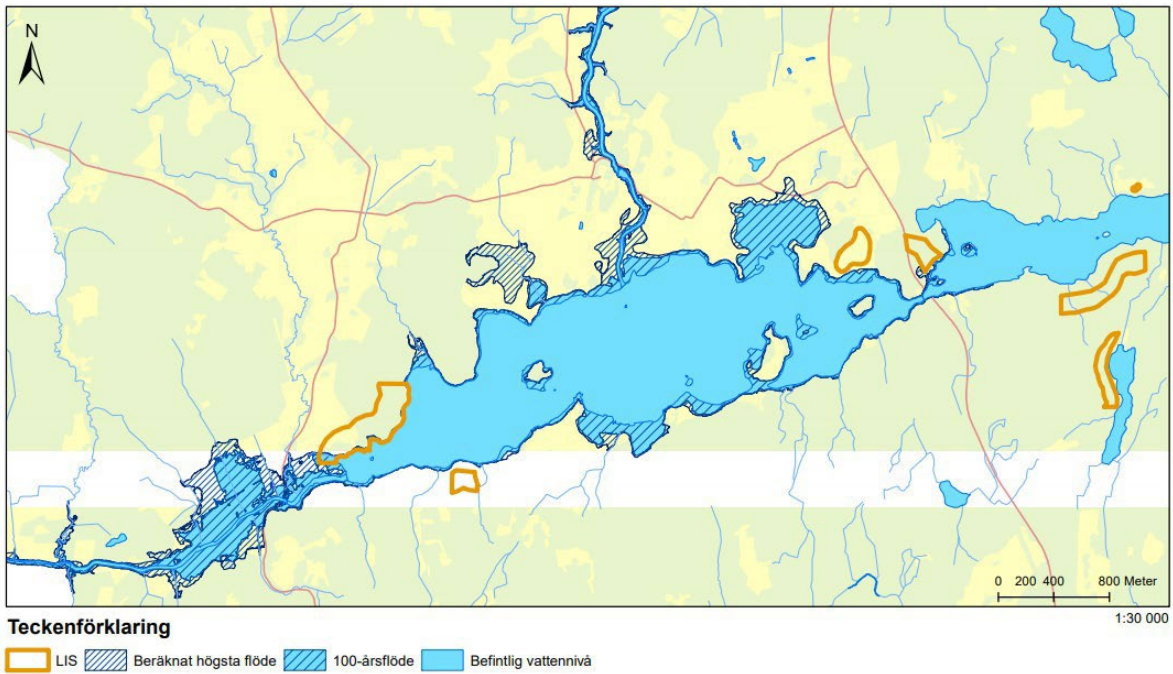 N
0 200 400 800 Meter
1:30 000
Teckenförklaring
LIS Beräknat högsta flöde 100-årsflöde Befintlig vattennivå